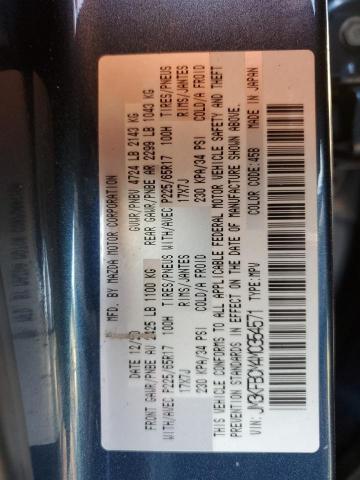 MFD. BY MAZDA MOTOR CORPORATION
DATE 12/20 GVWR/PNBV 4724 LB 2143 KG
FRONT GAWR/PNBE AV 2425 LB 1100 KG REAR GAWR/PNBE AR 2299 LB 1043 KG
WITH/AVEC P225/65R17 100H TIRES/PNEUS WITH/AVEC P225/65R17 100H TIRES/PNEUS
17X7J RIMS/JANTES 17X7J RIMS/JANTES
230 KPA/34 PSI COLD/A FROID 230 KPA/34 PSI COLD/A FROID
THIS VEHICLE CONFORMS TO ALL APPLICABLE FEDERAL MOTOR VEHICLE SAFETY AND THEFT
PREVENTION STANDARDS IN EFFECT ON THE DATE OF MANUFACTURE SHOWN ABOVE.
VIN: JM3KFBCM4M0354571 TYPE:MPV COLOR CODE:45B MADE IN JAPAN